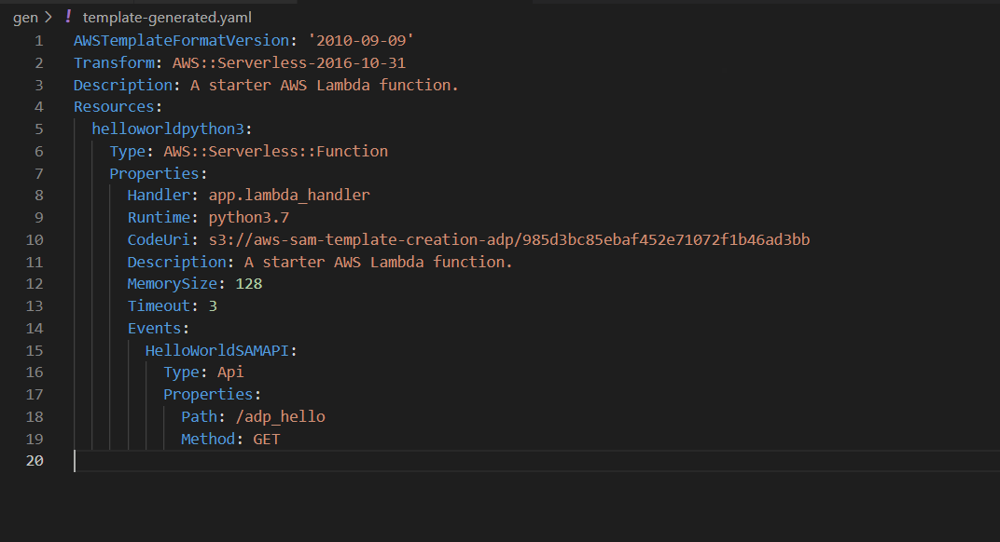 gen > ! template-generated.yaml
1 AWSTemplateFormatVersion: '2010-09-09'
2 Transform: AWS::Serverless-2016-10-31
3 Description: A starter AWS Lambda function.
4 Resources:
5   helloworldpython3:
6     Type: AWS::Serverless::Function
7     Properties:
8       Handler: app.lambda_handler
9       Runtime: python3.7
10       CodeUri: s3://aws-sam-template-creation-adp/985d3bc85ebaf452e71072f1b46ad3bb
11       Description: A starter AWS Lambda function.
12       MemorySize: 128
13       Timeout: 3
14       Events:
15         HelloWorldSAMAPI:
16           Type: Api
17           Properties:
18             Path: /adp_hello
19             Method: GET
20